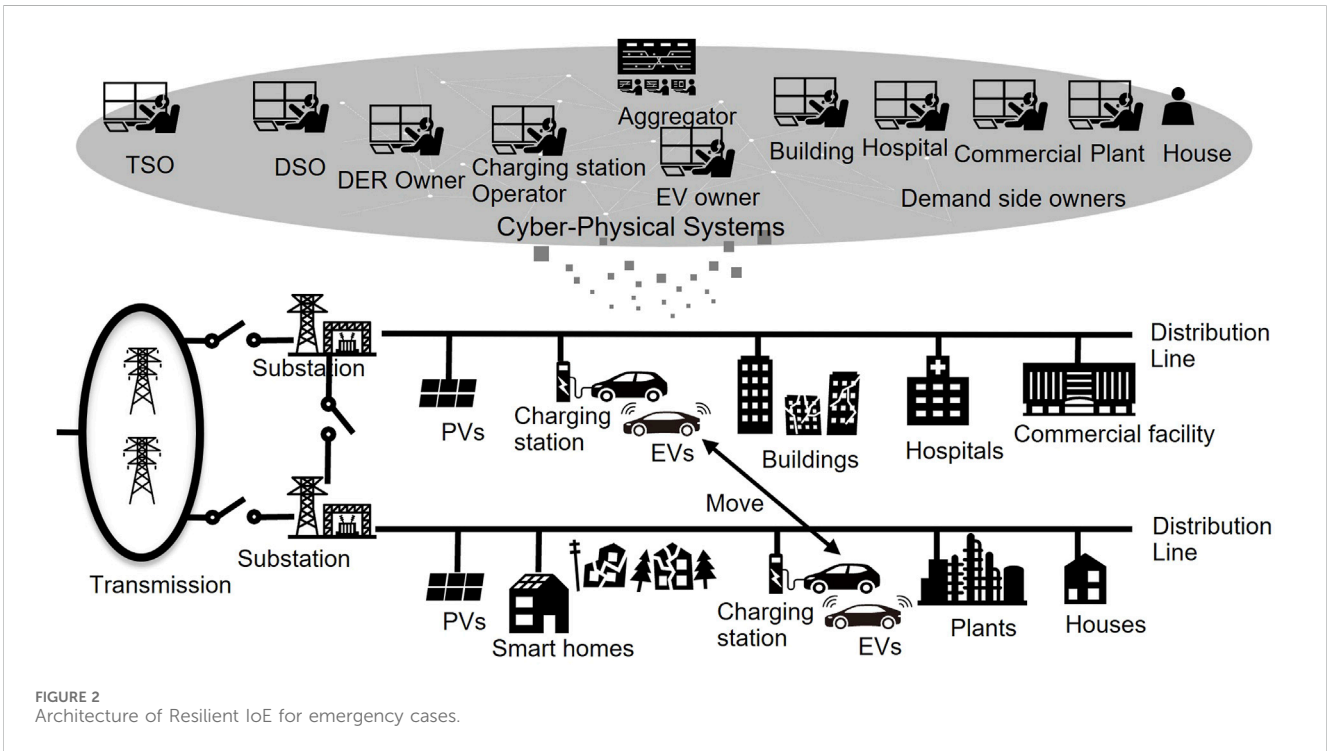 Aggregator
TSO
DSO
DER Owner
Charging station
Operator
EV owner
Building
Hospital
Commercial
Plant
House
Demand side owners
Cyber-Physical Systems
Distribution
Line
Substation
PVs
Charging
station
EVs
Buildings
Hospitals
Commercial facility
Move
Distribution
Line
Substation
Transmission
PVs
Smart homes
Charging
station
EVs
Plants
Houses
FIGURE 2
Architecture of Resilient IoE for emergency cases.